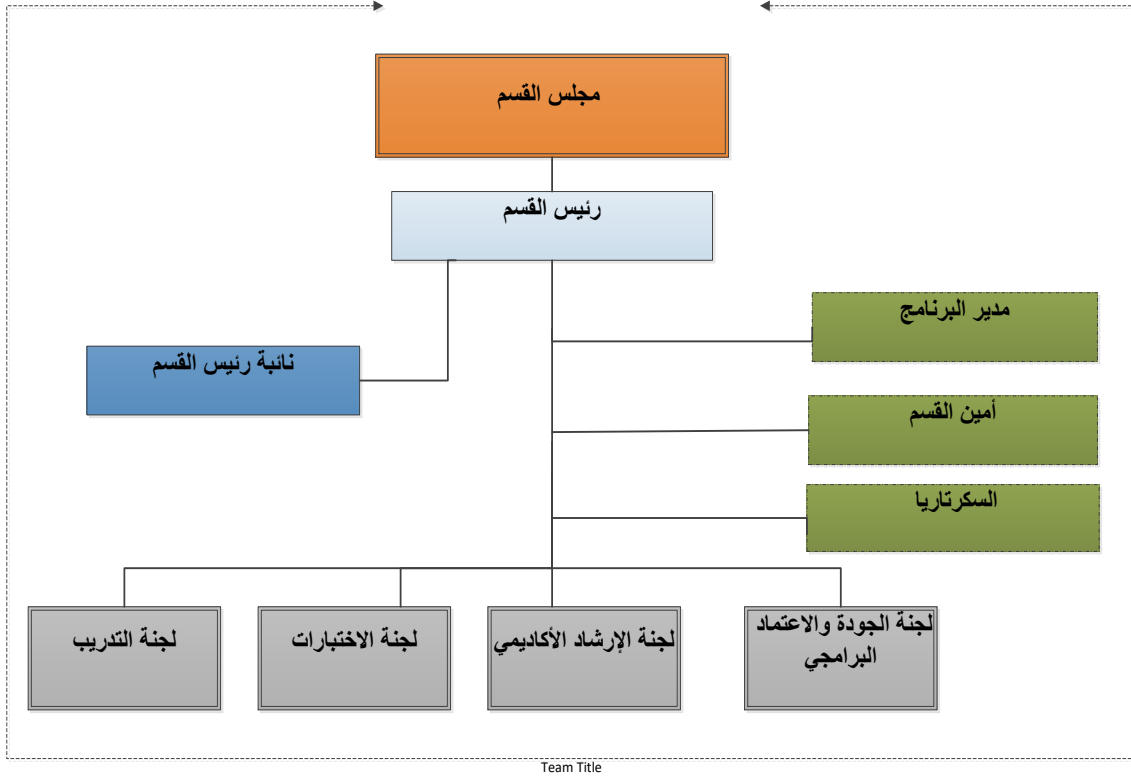 مجلس القسم
رئيس القسم
مدير البرنامج
نائبة رئيس القسم
أمين القسم
السكرتاريا
لجنة الجودة والاعتماد
البرامجي
لجنة الإرشاد الأكاديمي
لجنة الاختبارات
لجنة التدريب
Team Title